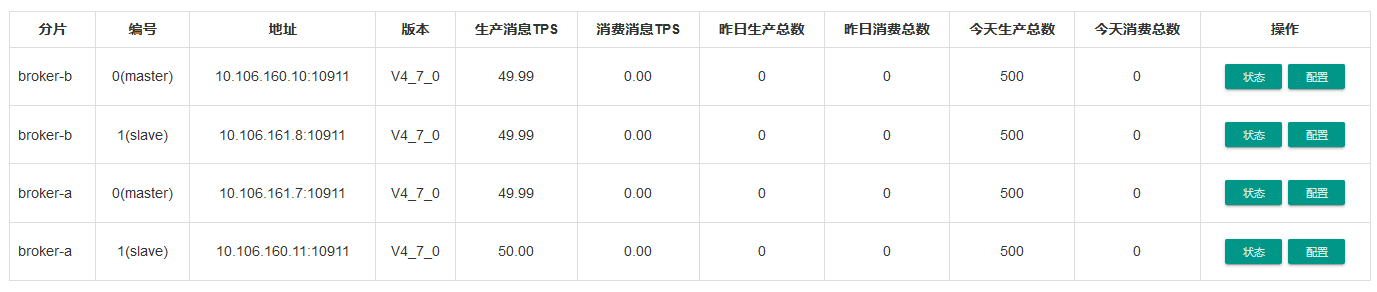 分片 编号 地址 版本 生产消息TPS 消费消息TPS 昨日生产总数 昨日消费总数 今天生产总数 今天消费总数 操作
broker-b 0(master) 10.106.160.10:10911 V4_7_0 49.99 0.00 0 0 500 0 状态 配置
broker-b 1(slave) 10.106.161.8:10911 V4_7_0 49.99 0.00 0 0 500 0 状态 配置
broker-a 0(master) 10.106.161.7:10911 V4_7_0 49.99 0.00 0 0 500 0 状态 配置
broker-a 1(slave) 10.106.160.11:10911 V4_7_0 50.00 0.00 0 0 500 0 状态 配置